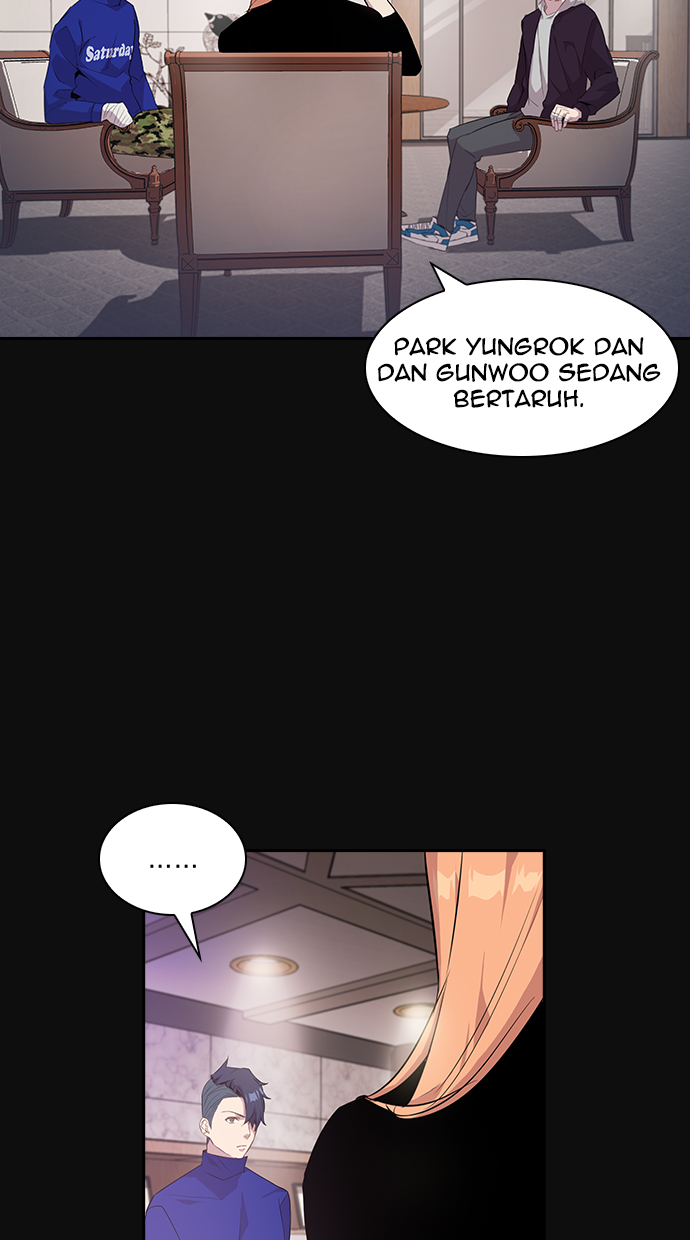 Saturday
PARK YUNGROK DAN
DAN GUNWOO SEDANG
BERTARUH.
......